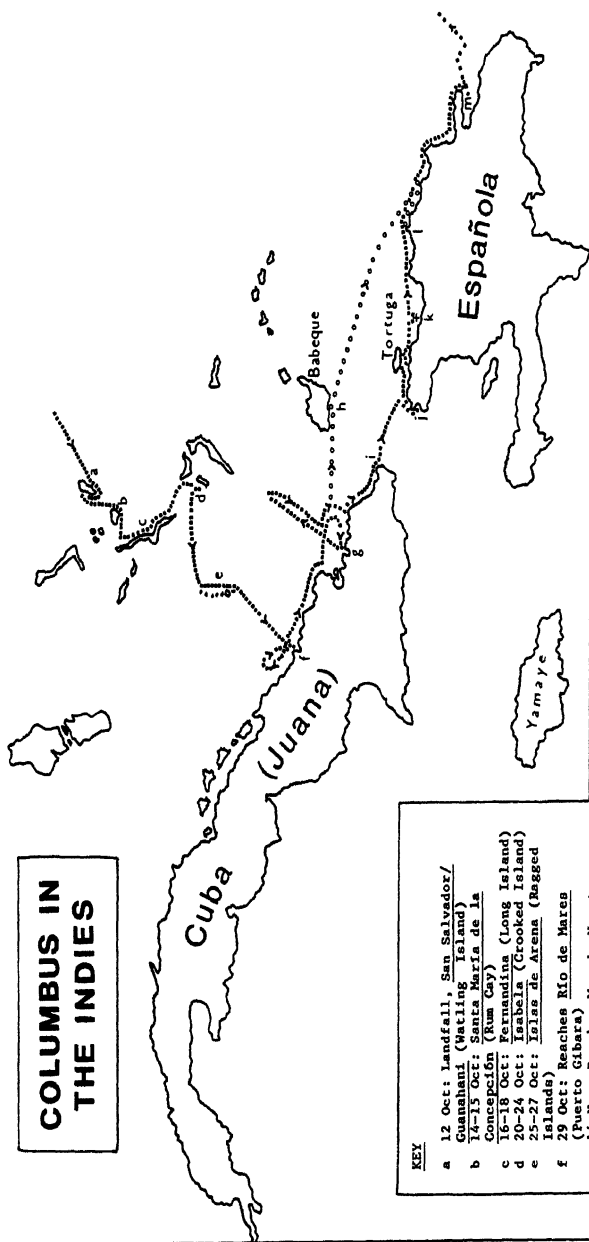 COLUMBUS IN
THE INDIES
a
b
c
d
e
f
g
h
Babeque
i
j
Tortuga
k
l
m
Cuba
(Juana)
Española
Yamaye
KEY
a 12 Oct: Landfall, San Salvador/
Guanahaní (Watling Island)
b 14-15 Oct: Santa María de la
Concepción (Rum Cay)
c 16-18 Oct: Fernandina (Long Island)
d 20-24 Oct: Isabela (Crooked Island)
e 25-27 Oct: Islas de Arena (Ragged
Islands)
f 29 Oct: Reaches Río de Mares
(Puerto Gibara)